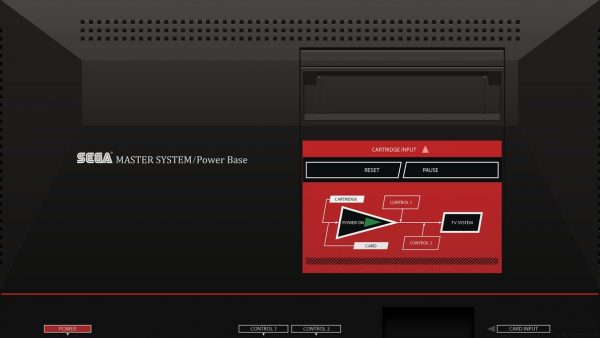 CARTRIDGE INPUT
SEGA® MASTER SYSTEM/Power Base
RESET
PAUSE
CARTRIDGE
CONTROL 1
POWER ON
TV SYSTEM
CONTROL 2
CARD
POWER
CONTROL 1
CONTROL 2
CARD INPUT